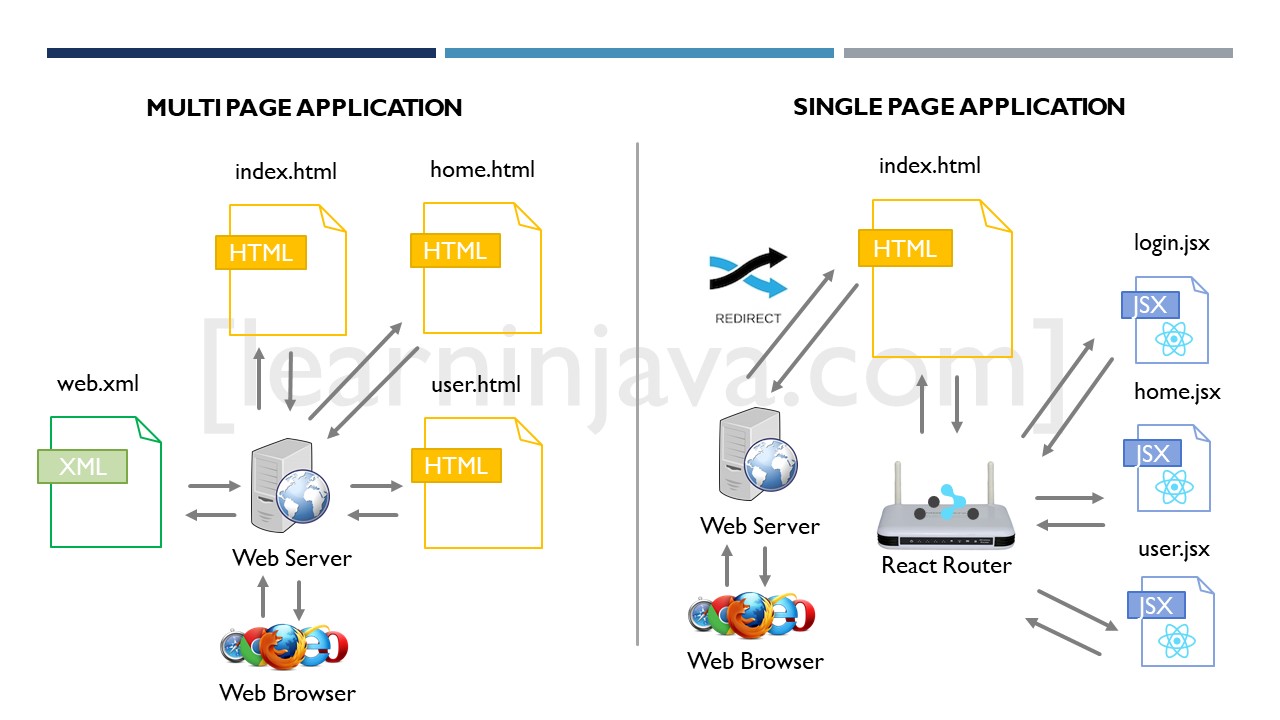 MULTI PAGE APPLICATION
index.html
home.html
HTML
HTML
web.xml
user.html
XML
HTML
Web Server
Web Browser
SINGLE PAGE APPLICATION
index.html
HTML
login.jsx
JSX
REDIRECT
home.jsx
JSX
Web Server
React Router
user.jsx
JSX
Web Browser
[learninjava.com]